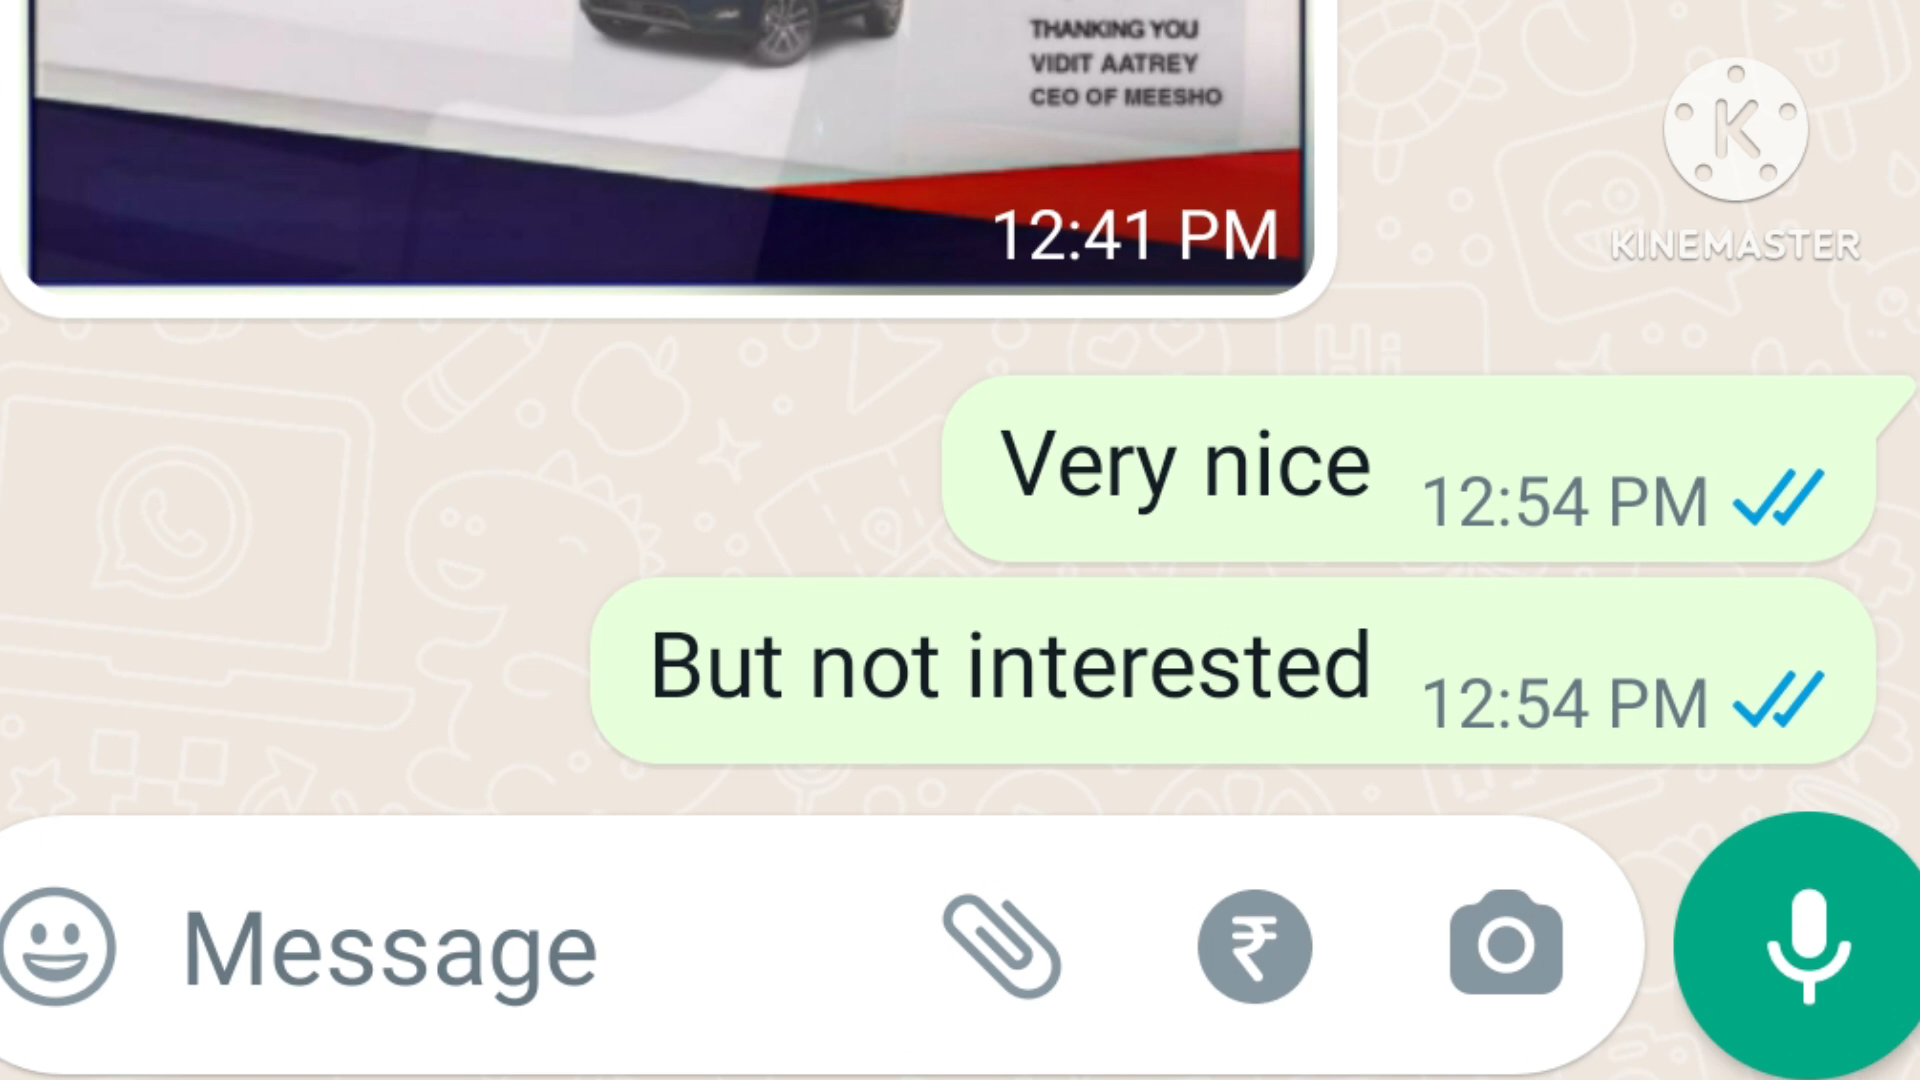 THANKING YOU
VIDIT AATREY
CEO OF MEESHO
12:41 PM
KINEMASTER
Hi
Very nice 12:54 PM
But not interested 12:54 PM
Message